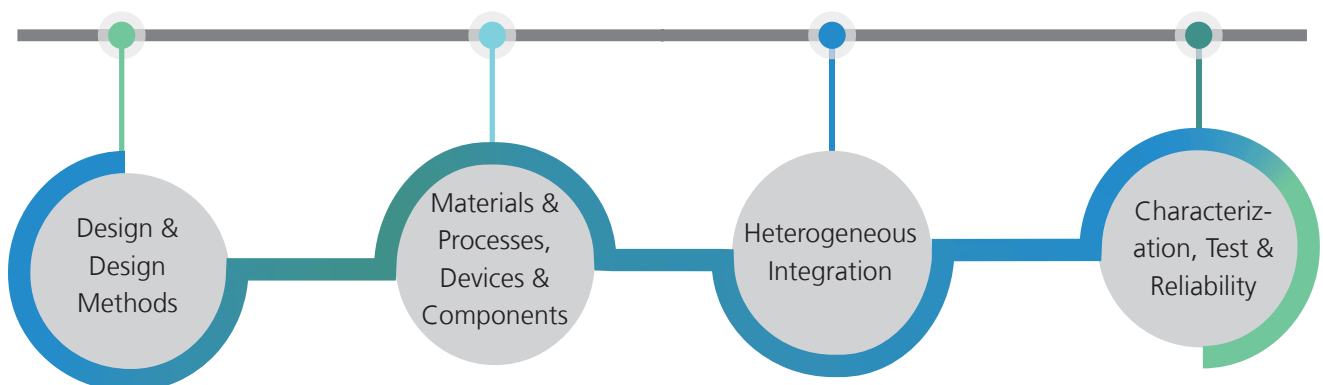 Design &
Design
Methods
Materials &
Processes,
Devices &
Components
Heterogeneous
Integration
Characteriz-
ation, Test &
Reliability